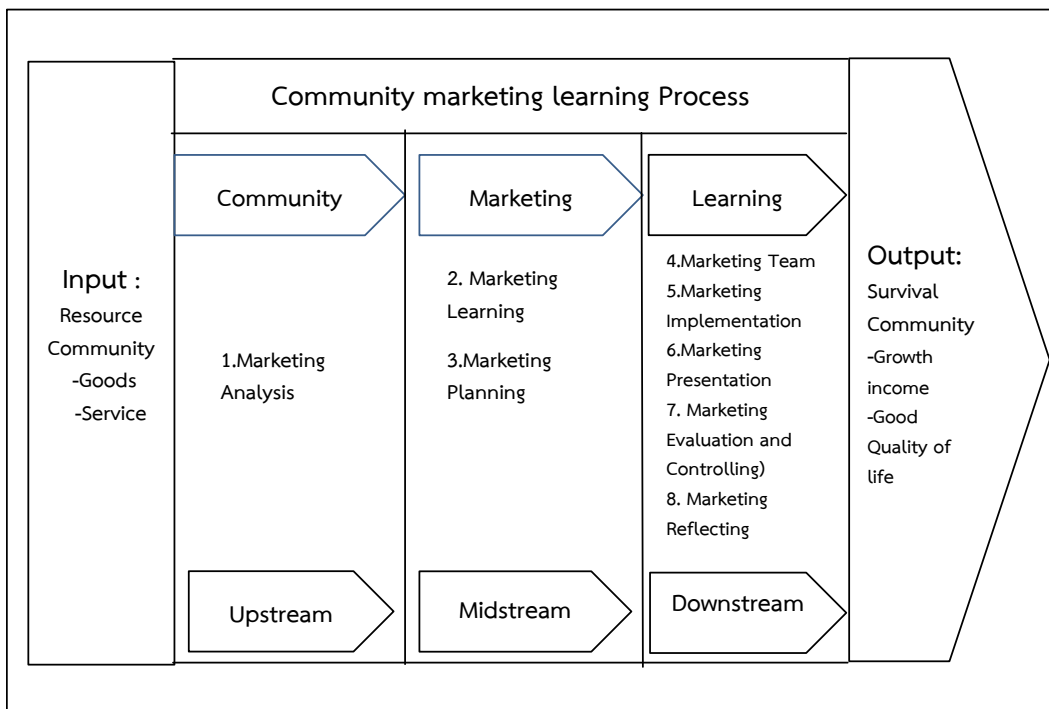 Community marketing learning Process
Input :
Resource
Community
-Goods
-Service
Community
1.Marketing
Analysis
Upstream
Marketing
2. Marketing
Learning
3.Marketing
Planning
Midstream
Learning
4.Marketing Team
5.Marketing
Implementation
6.Marketing
Presentation
7. Marketing
Evaluation and
Controlling)
8. Marketing
Reflecting
Downstream
Output:
Survival
Community
-Growth
income
-Good
Quality of
life